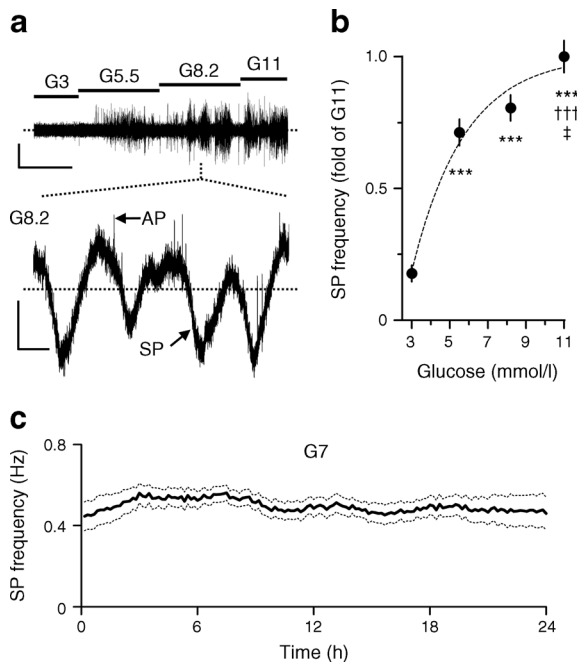 a
G3 G5.5 G8.2 G11
G8.2
AP
SP
b
SP frequency (fold of G11)
1.0
0.5
0
***
***
***
†††
‡
3 5 7 9 11
Glucose (mmol/l)
c
G7
SP frequency (Hz)
0.8
0.4
0
0 6 12 18 24
Time (h)